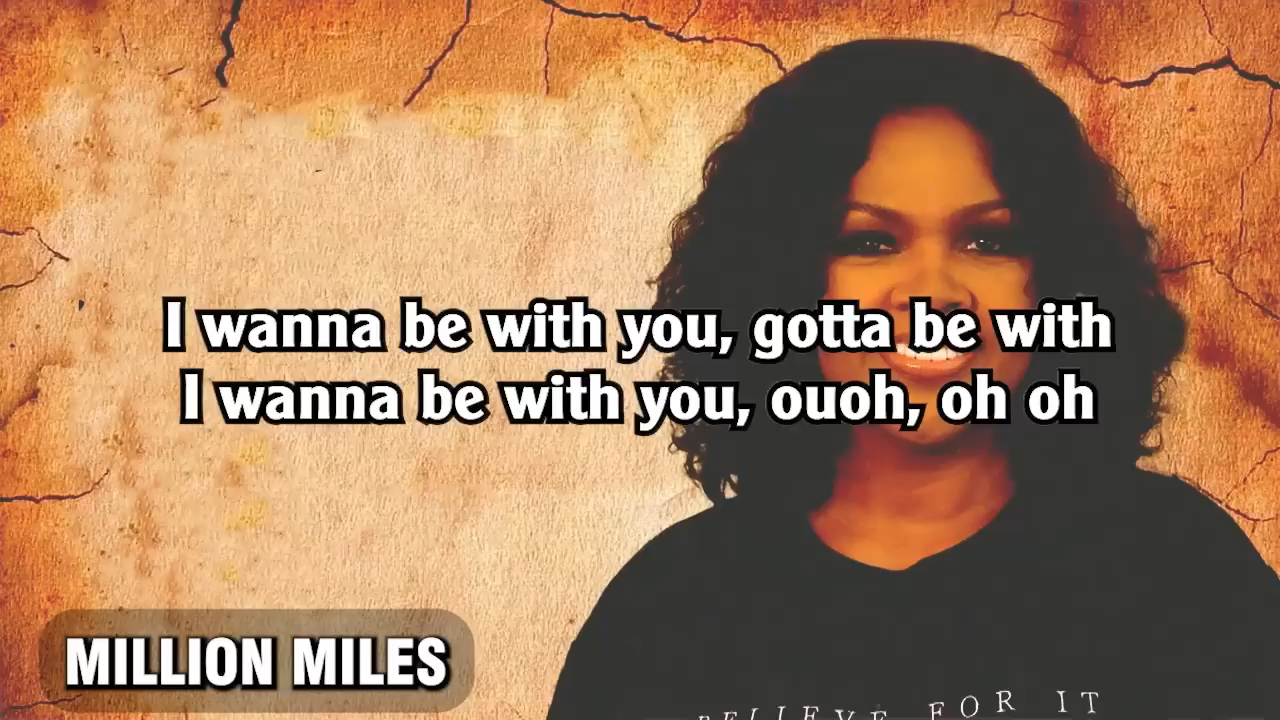 I wanna be with you, gotta be with
I wanna be with you, ouoh, oh oh
MILLION MILES
BELIEVE FOR IT